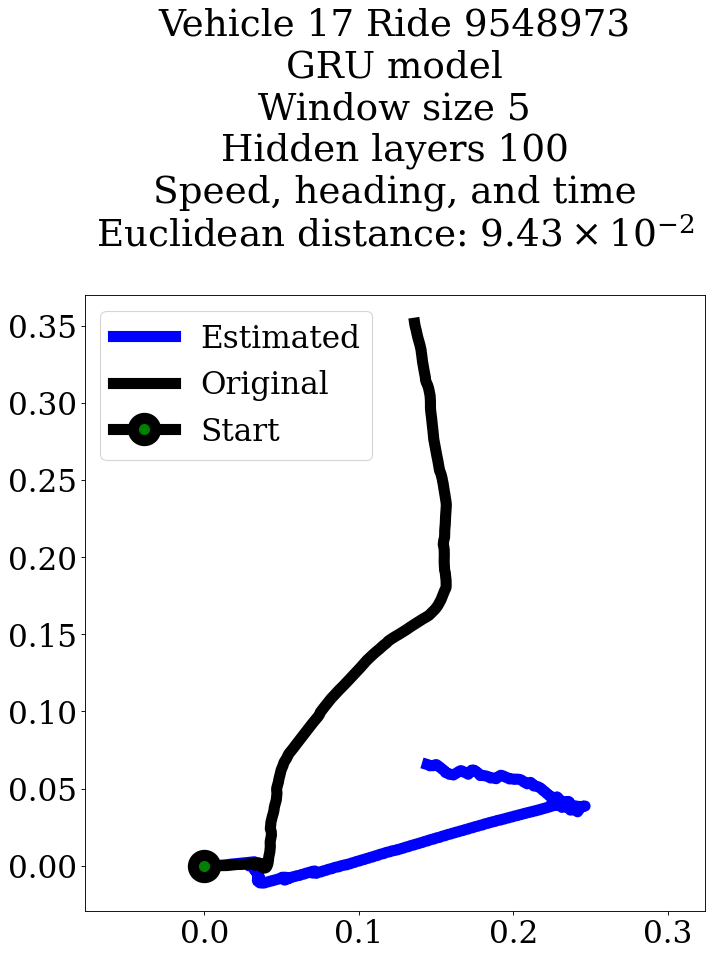 Vehicle 17 Ride 9548973
GRU model
Window size 5
Hidden layers 100
Speed, heading, and time
Euclidean distance: 9.43 × 10⁻²
Estimated
Original
Start
0.35
0.30
0.25
0.20
0.15
0.10
0.05
0.00
0.0 0.1 0.2 0.3